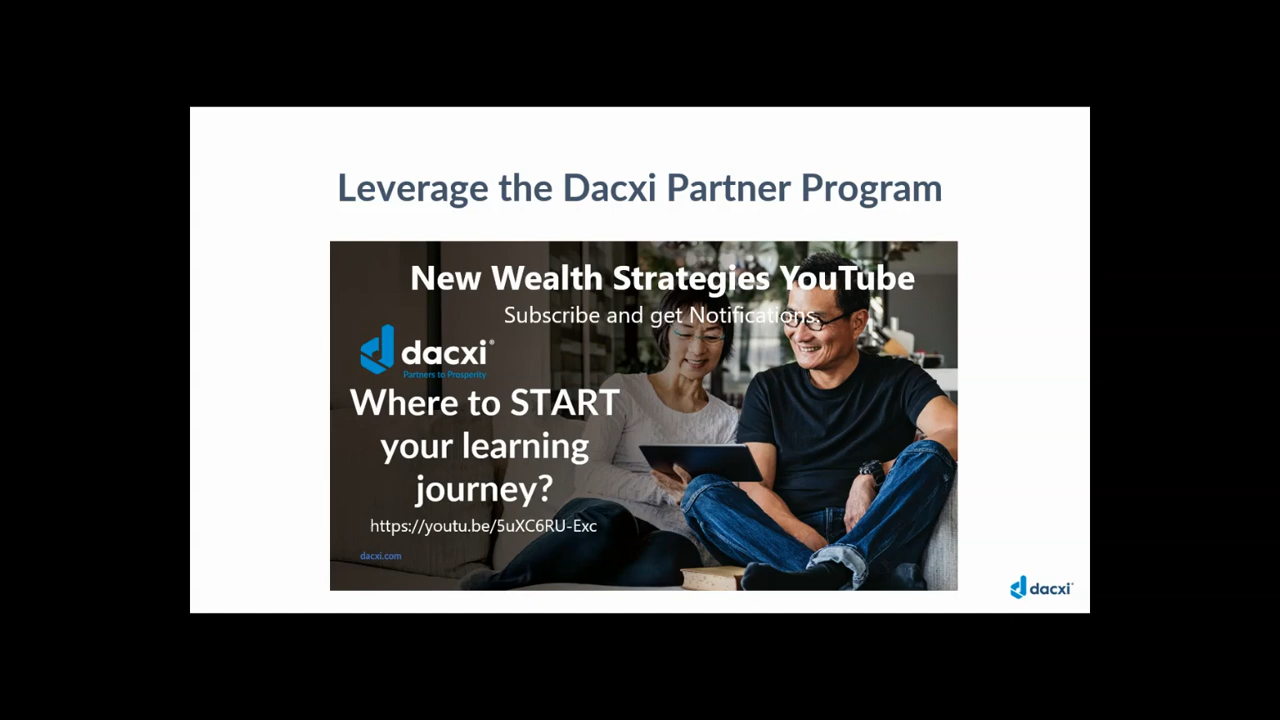 Leverage the Dacxi Partner Program
New Wealth Strategies YouTube
Subscribe and get Notifications.
dacxi®
Partners to Prosperity
Where to START
your learning
journey?
https://youtu.be/5uXC6RU-Exc
dacxi.com
dacxi®